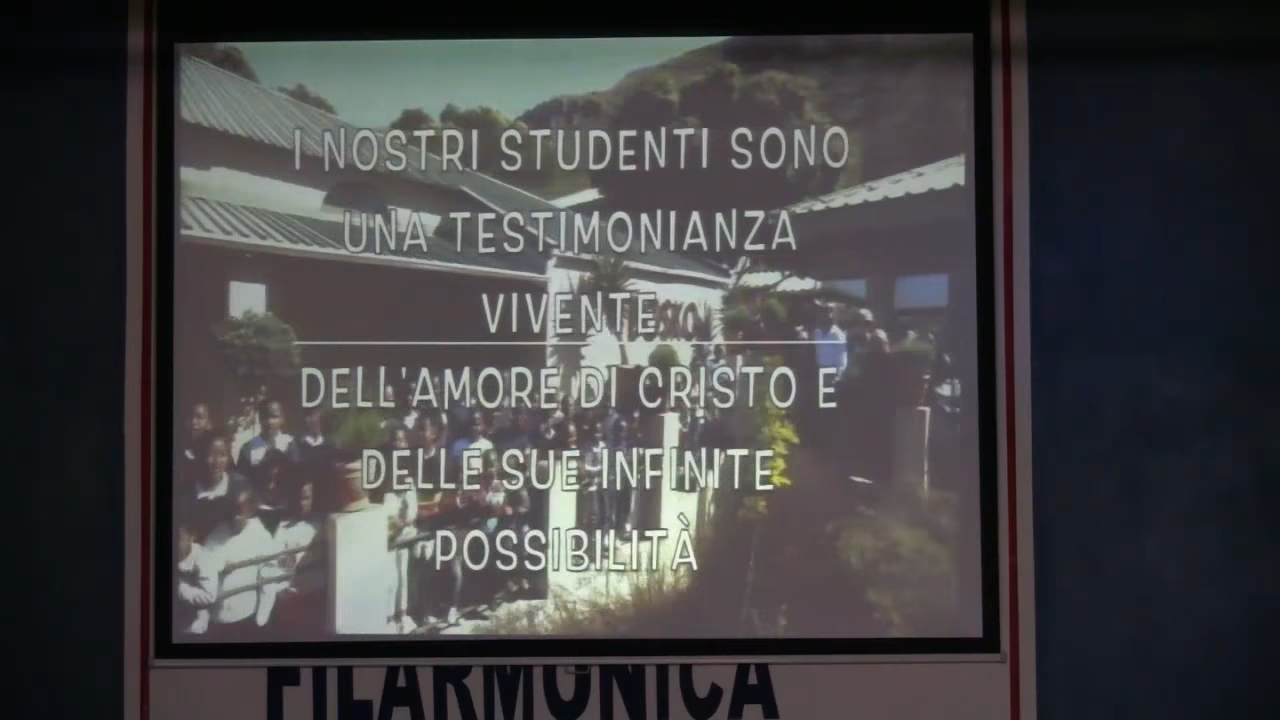 I NOSTRI STUDENTI SONO
UNA TESTIMONIANZA
VIVENTE
DELL'AMORE DI CRISTO E
DELLE SUE INFINITE
POSSIBILITÀ
FILARMONICA